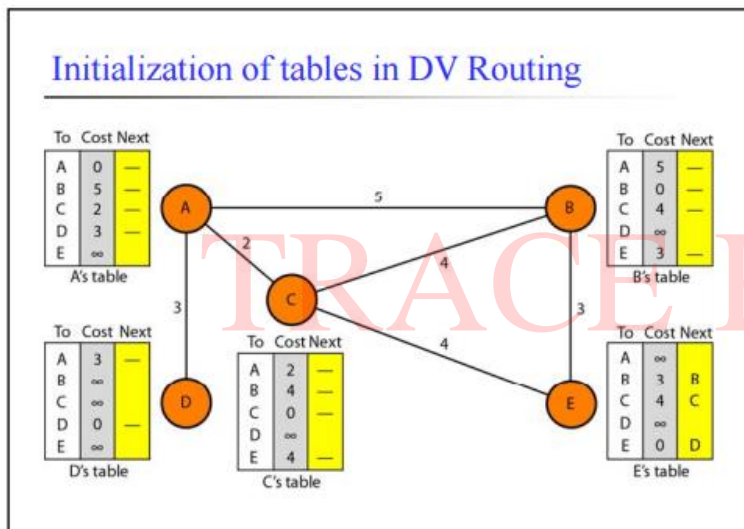 Initialization of tables in DV Routing
To Cost Next
A 0 —
B 5 —
C 2 —
D 3 —
E ∞
A's table
To Cost Next
A 5 —
B 0 —
C 4 —
D ∞
E 3 —
B's table
A
5
B
2
4
C
3
4
3
D
E
TRACE
To Cost Next
A 3 —
B ∞
C ∞
D 0 —
E ∞
D's table
To Cost Next
A 2 —
B 4 —
C 0 —
D ∞
E 4 —
C's table
To Cost Next
A ∞
B 3 B
C 4 C
D ∞
E 0 D
E's table